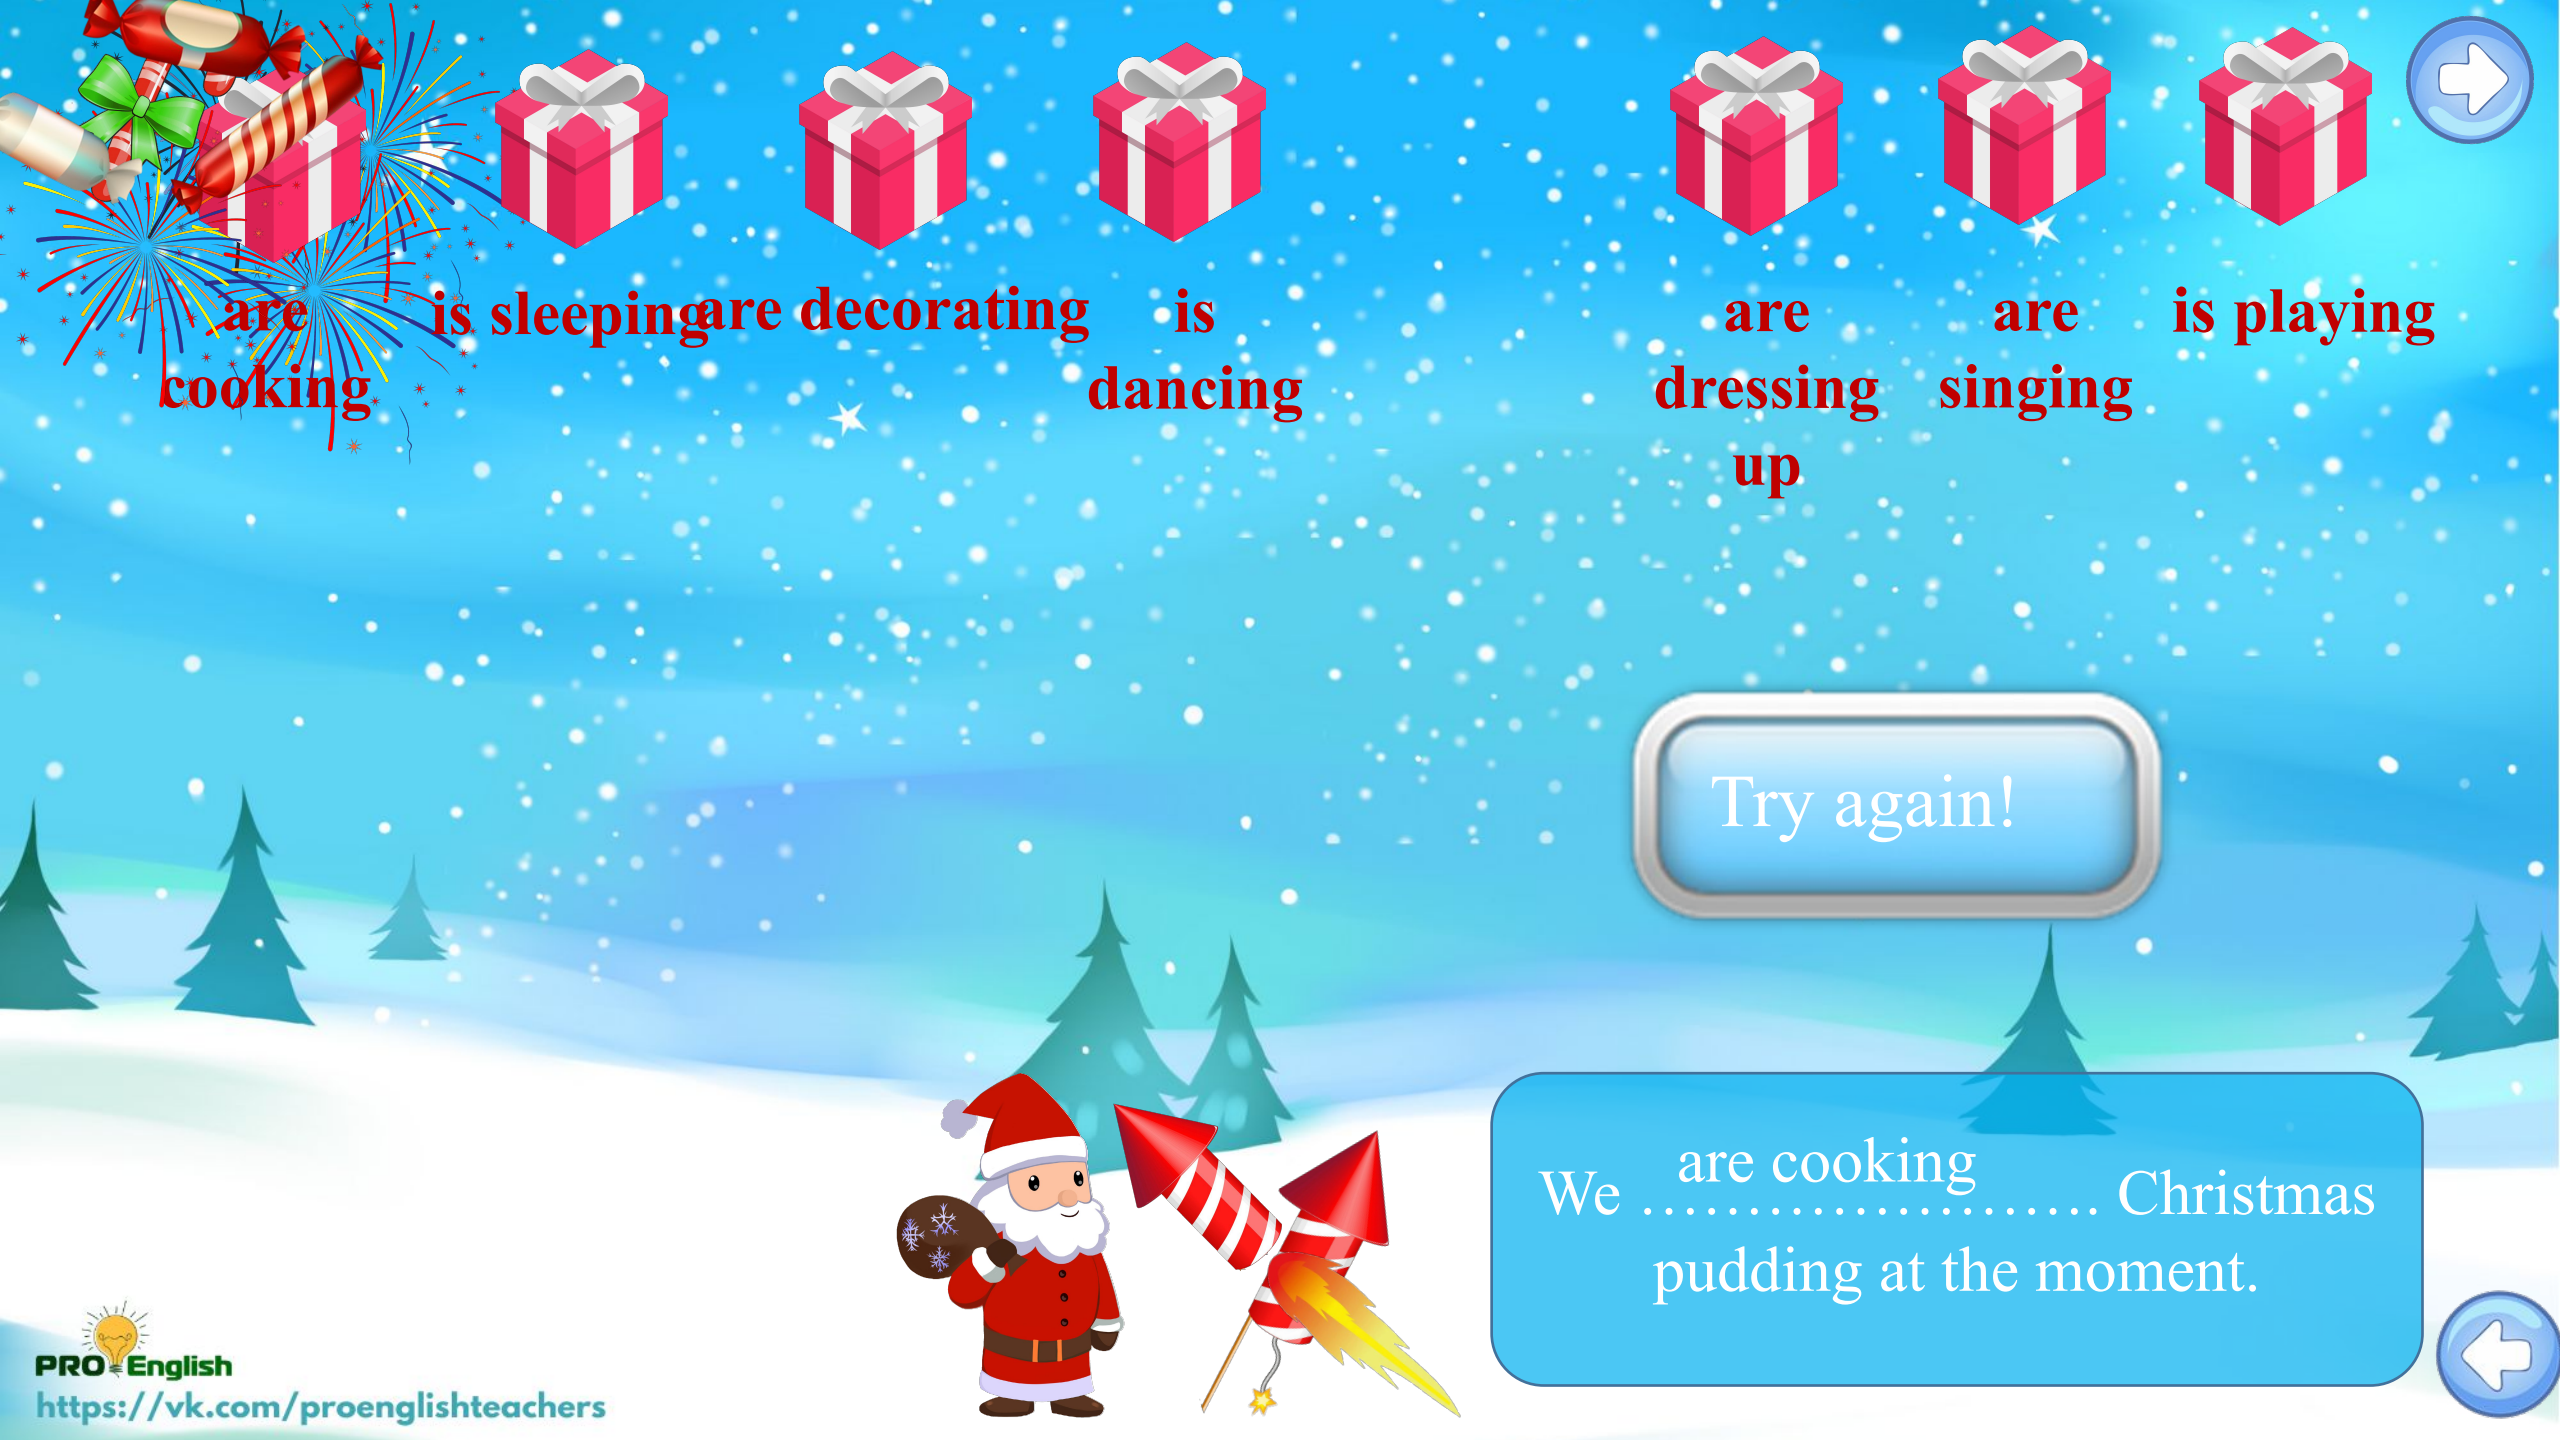 are
cooking
is sleeping
are decorating
is
dancing
are
dressing
up
are
singing
is playing
Try again!
are cooking
We …………………. Christmas
pudding at the moment.
PRO English
https://vk.com/proenglishteachers